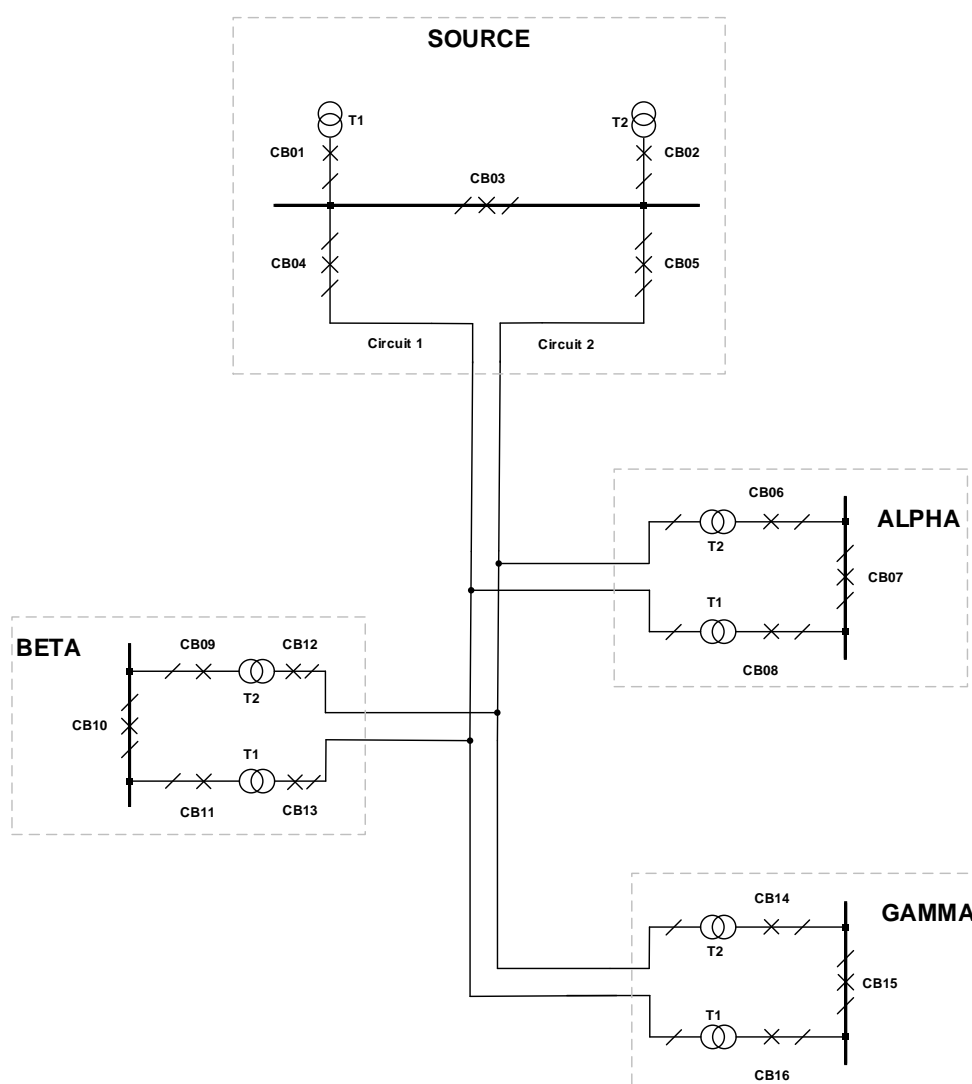 SOURCE
T1
T2
CB01
CB02
CB03
CB04
CB05
Circuit 1
Circuit 2
CB06
ALPHA
T2
CB07
T1
CB08
BETA
CB09
CB12
T2
CB10
T1
CB11
CB13
CB14
GAMMA
T2
CB15
T1
CB16